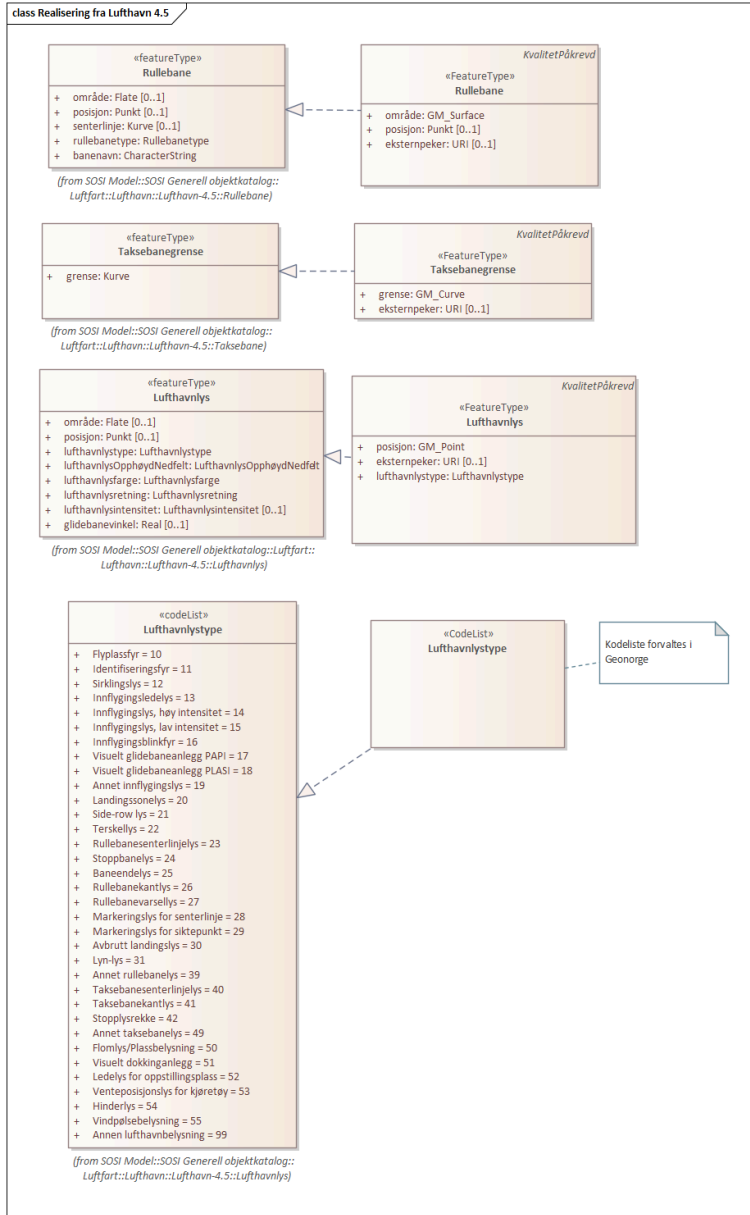 class Realisering fra Lufthavn 4.5
«featureType»
Rullebane
+ område: Flate [0..1]
+ posisjon: Punkt [0..1]
+ senterlinje: Kurve [0..1]
+ rullebanetype: Rullebanetype
+ banenavn: CharacterString
(from SOSI Model::SOSI Generell objektkatalog::
Luftfart::Lufthavn::Lufthavn-4.5::Rullebane)
KvalitetPåkrevd
«FeatureType»
Rullebane
+ område: GM_Surface
+ posisjon: Punkt [0..1]
+ eksternpeker: URI [0..1]
«featureType»
Taksebanegrense
+ grense: Kurve
(from SOSI Model::SOSI Generell objektkatalog::
Luftfart::Lufthavn::Lufthavn-4.5::Taksebane)
KvalitetPåkrevd
«FeatureType»
Taksebanegrense
+ grense: GM_Curve
+ eksternpeker: URI [0..1]
«featureType»
Lufthavnlys
+ område: Flate [0..1]
+ posisjon: Punkt [0..1]
+ lufthavnlystype: Lufthavnlystype
+ lufthavnlysOpphøydNedfelt: LufthavnlysOpphøydNedfelt
+ lufthavnlysfarge: Lufthavnlysfarge
+ lufthavnlysretning: Lufthavnlysretning
+ lufthavnlysintensitet: Lufthavnlysintensitet [0..1]
+ glidebanevinkel: Real [0..1]
(from SOSI Model::SOSI Generell objektkatalog::Luftfart::
Lufthavn::Lufthavn-4.5::Lufthavnlys)
KvalitetPåkrevd
«FeatureType»
Lufthavnlys
+ posisjon: GM_Point
+ eksternpeker: URI [0..1]
+ lufthavnlystype: Lufthavnlystype
«codeList»
Lufthavnlystype
+ Flyplassfyr = 10
+ Identifiseringsfyr = 11
+ Sirklingslys = 12
+ Innflygingsledelys = 13
+ Innflygingslys, høy intensitet = 14
+ Innflygingslys, lav intensitet = 15
+ Innflygingsblinkfyr = 16
+ Visuelt glidebaneanlegg PAPI = 17
+ Visuelt glidebaneanlegg PLASI = 18
+ Annet innflygingslys = 19
+ Landingssonelys = 20
+ Side-row lys = 21
+ Terskellys = 22
+ Rullebanesenterlinjelys = 23
+ Stoppbanelys = 24
+ Baneendelys = 25
+ Rullebanekantlys = 26
+ Rullebanevarsellys = 27
+ Markeringslys for senterlinje = 28
+ Markeringslys for siktepunkt = 29
+ Avbrutt landingslys = 30
+ Lyn-lys = 31
+ Annet rullebanelys = 39
+ Taksebanesenterlinjelys = 40
+ Taksebanekantlys = 41
+ Stopplysrekke = 42
+ Annet taksebanelys = 49
+ Flomlys/Plassbelysning = 50
+ Visuelt dokkinganlegg = 51
+ Ledelys for oppstillingsplass = 52
+ Venteposisjonslys for kjøretøy = 53
+ Hinderlys = 54
+ Vindpølsebelysning = 55
+ Annen lufthavnbelysning = 99
(from SOSI Model::SOSI Generell objektkatalog::
Luftfart::Lufthavn::Lufthavn-4.5::Lufthavnlys)
«CodeList»
Lufthavnlystype
Kodeliste forvaltes i
Geonorge